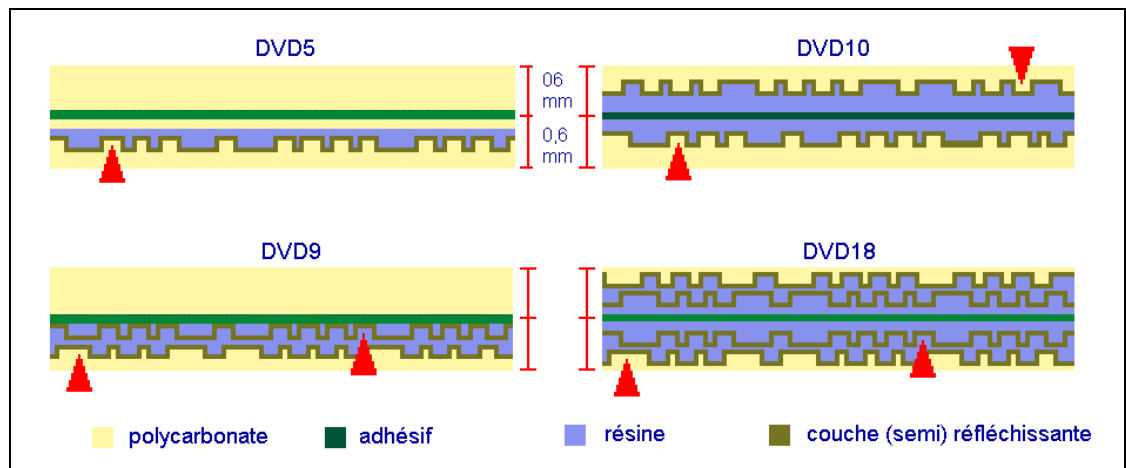 DVD5
DVD10
06
mm
0,6
mm
DVD9
DVD18
polycarbonate
adhésif
résine
couche (semi) réfléchissante